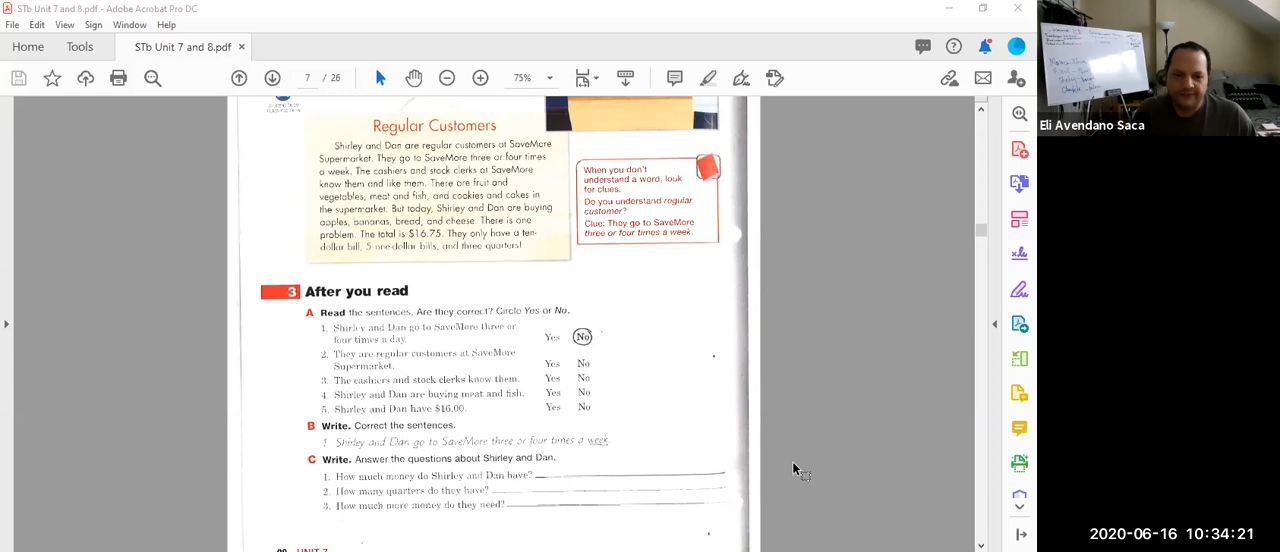 STb Unit 7 and 8.pdf - Adobe Acrobat Pro DC
File Edit View Sign Window Help
Home Tools STb Unit 7 and 8.pdf ×
7 / 26 75%
Regular Customers
Shirley and Dan are regular customers at SaveMore
Supermarket. They go to SaveMore three or four times
a week. The cashiers and stock clerks at SaveMore
know them and like them. There are fruit and
vegetables, meat and fish, and cookies and cakes in
the supermarket. But today, Shirley and Dan are buying
apples, bananas, bread, and cheese. There is one
problem. The total is $16.75. They only have a ten-
dollar bill, 5 one-dollar bills, and three quarters!
When you don't
understand a word, look
for clues.
Do you understand regular
customer?
Clue: They go to SaveMore
three or four times a week.
3 After you read
A Read the sentences. Are they correct? Circle Yes or No.
1. Shirley and Dan go to SaveMore three or
four times a day. Yes No
2. They are regular customers at SaveMore
Supermarket. Yes No
3. The cashiers and stock clerks know them. Yes No
4. Shirley and Dan are buying meat and fish. Yes No
5. Shirley and Dan have $16.00. Yes No
B Write. Correct the sentences.
1. Shirley and Dan go to SaveMore three or four times a week.
C Write. Answer the questions about Shirley and Dan.
1. How much money do Shirley and Dan have?
2. How many quarters do they have?
3. How much more money do they need?
UNIT 7
Eli Avendano Saca
2020-06-16 10:34:21